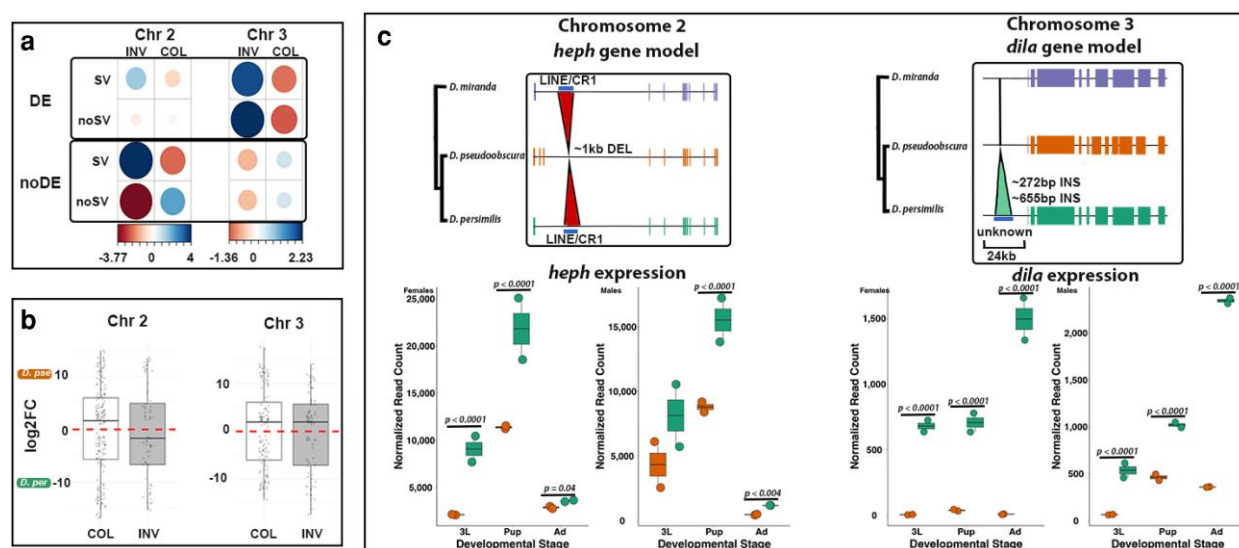 a
Chr 2 Chr 3
INV COL INV COL
DE
SV
noSV
noDE
SV
noSV
-3.77 0 4 -1.36 0 2.23
b
Chr 2 Chr 3
D. pse 10 10
log2FC 0 0
D. per -10 -10
COL INV COL INV
c
Chromosome 2
heph gene model
LINE/CR1
D. miranda
D. pseudoobscura
~1kb DEL
D. persimilis
LINE/CR1
heph expression
Females
Normalized Read Count
25,000
20,000
15,000
10,000
5,000
p < 0.0001
p < 0.0001
p = 0.04
3L Pup Ad
Developmental Stage
Males
Normalized Read Count
15,000
10,000
5,000
0
p < 0.0001
p < 0.004
3L Pup Ad
Developmental Stage
Chromosome 3
dila gene model
D. miranda
D. pseudoobscura
~272bp INS
~655bp INS
D. persimilis
unknown
24kb
dila expression
Females
Normalized Read Count
1,500
1,000
500
0
p < 0.0001
p < 0.0001
p < 0.0001
3L Pup Ad
Developmental Stage
Males
Normalized Read Count
2,000
1,500
1,000
500
0
p < 0.0001
p < 0.0001
p < 0.0001
3L Pup Ad
Developmental Stage